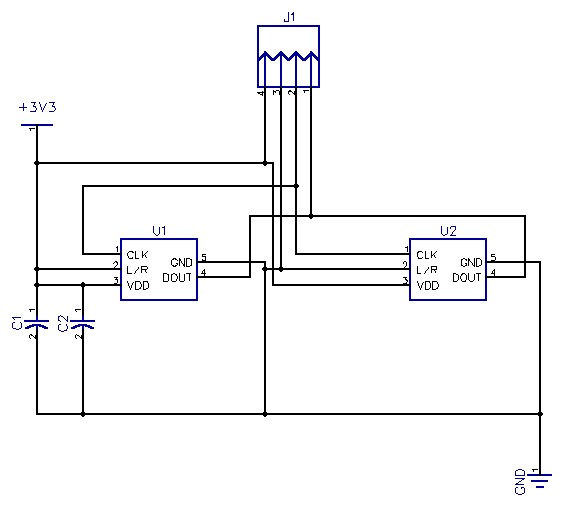 J1
4 3 2 1
+3V3
1
U1 U2
1 CLK GND 5 1 CLK GND 5
2 L/R DOUT 4 2 L/R DOUT 4
3 VDD 3 VDD
C1 1 2
C2 1 2
GND 1